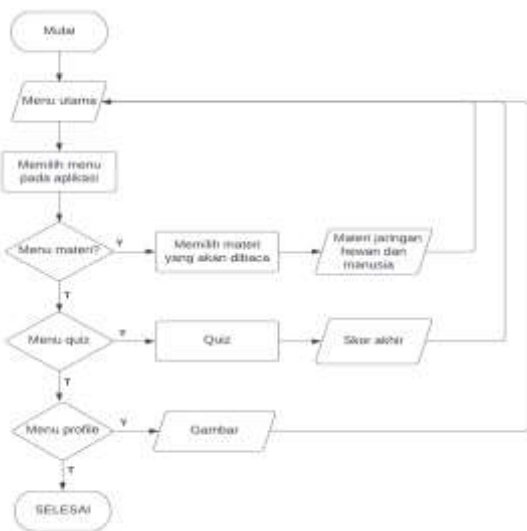 Mulai
Menu utama
Memilih menu
pada aplikasi
Menu materi?
Y
Memilih materi
yang akan dibaca
Materi jaringan
hewan dan
manusia
T
Menu quiz
Y
Quiz
Skor akhir
T
Menu profile
Y
Gambar
T
SELESAI